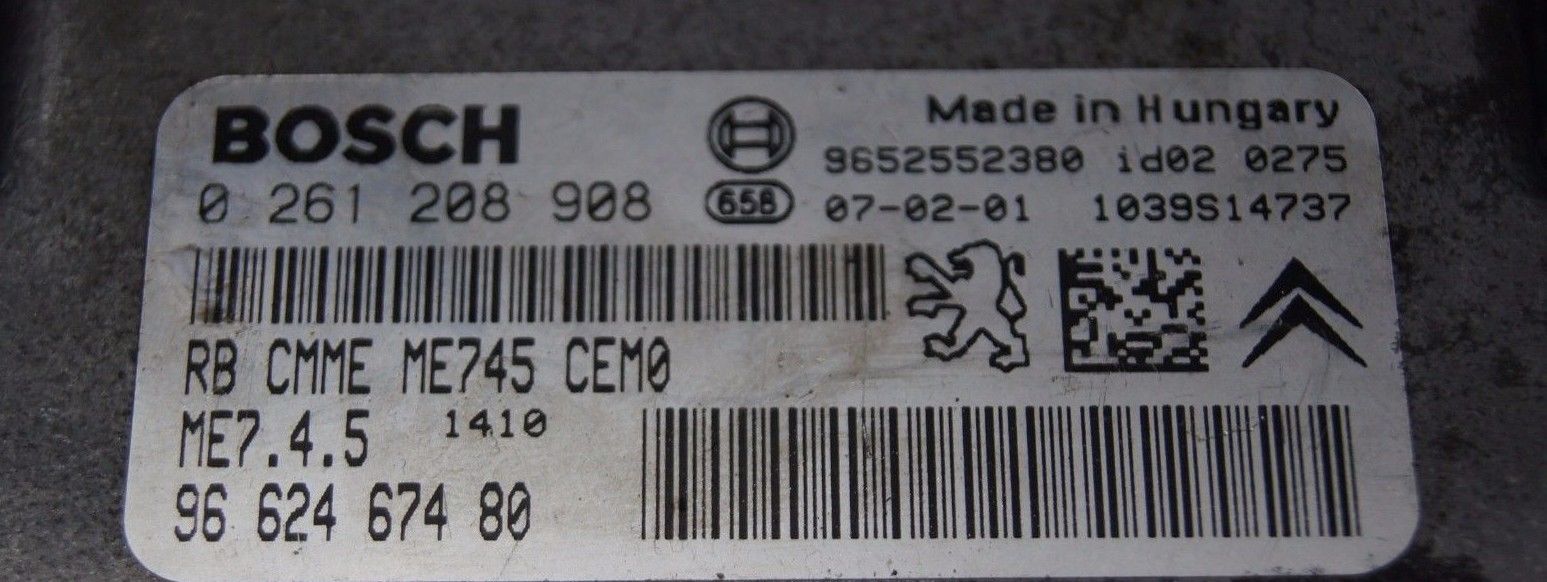 BOSCH
Made in Hungary
9652552380 id02 0275
0 261 208 908
658
07-02-01 1039S14737
RB CMME ME745 CEM0
ME7.4.5 1410
96 624 674 80